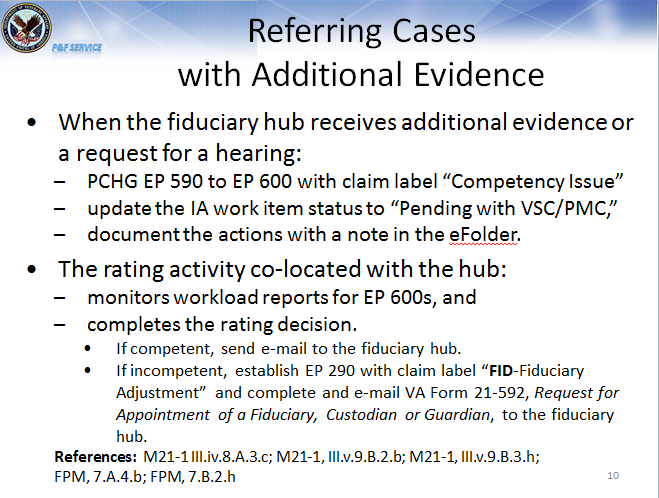 P&F SERVICE
Referring Cases
with Additional Evidence
• When the fiduciary hub receives additional evidence or
a request for a hearing:
– PCHG EP 590 to EP 600 with claim label “Competency Issue”
– update the IA work item status to “Pending with VSC/PMC,”
– document the actions with a note in the eFolder.
• The rating activity co-located with the hub:
– monitors workload reports for EP 600s, and
– completes the rating decision.
• If competent, send e-mail to the fiduciary hub.
• If incompetent, establish EP 290 with claim label “FID-Fiduciary
Adjustment” and complete and e-mail VA Form 21-592, Request for
Appointment of a Fiduciary, Custodian or Guardian, to the fiduciary
hub.
References: M21-1 III.iv.8.A.3.c; M21-1, III.v.9.B.2.b; M21-1, III.v.9.B.3.h;
FPM, 7.A.4.b; FPM, 7.B.2.h
10